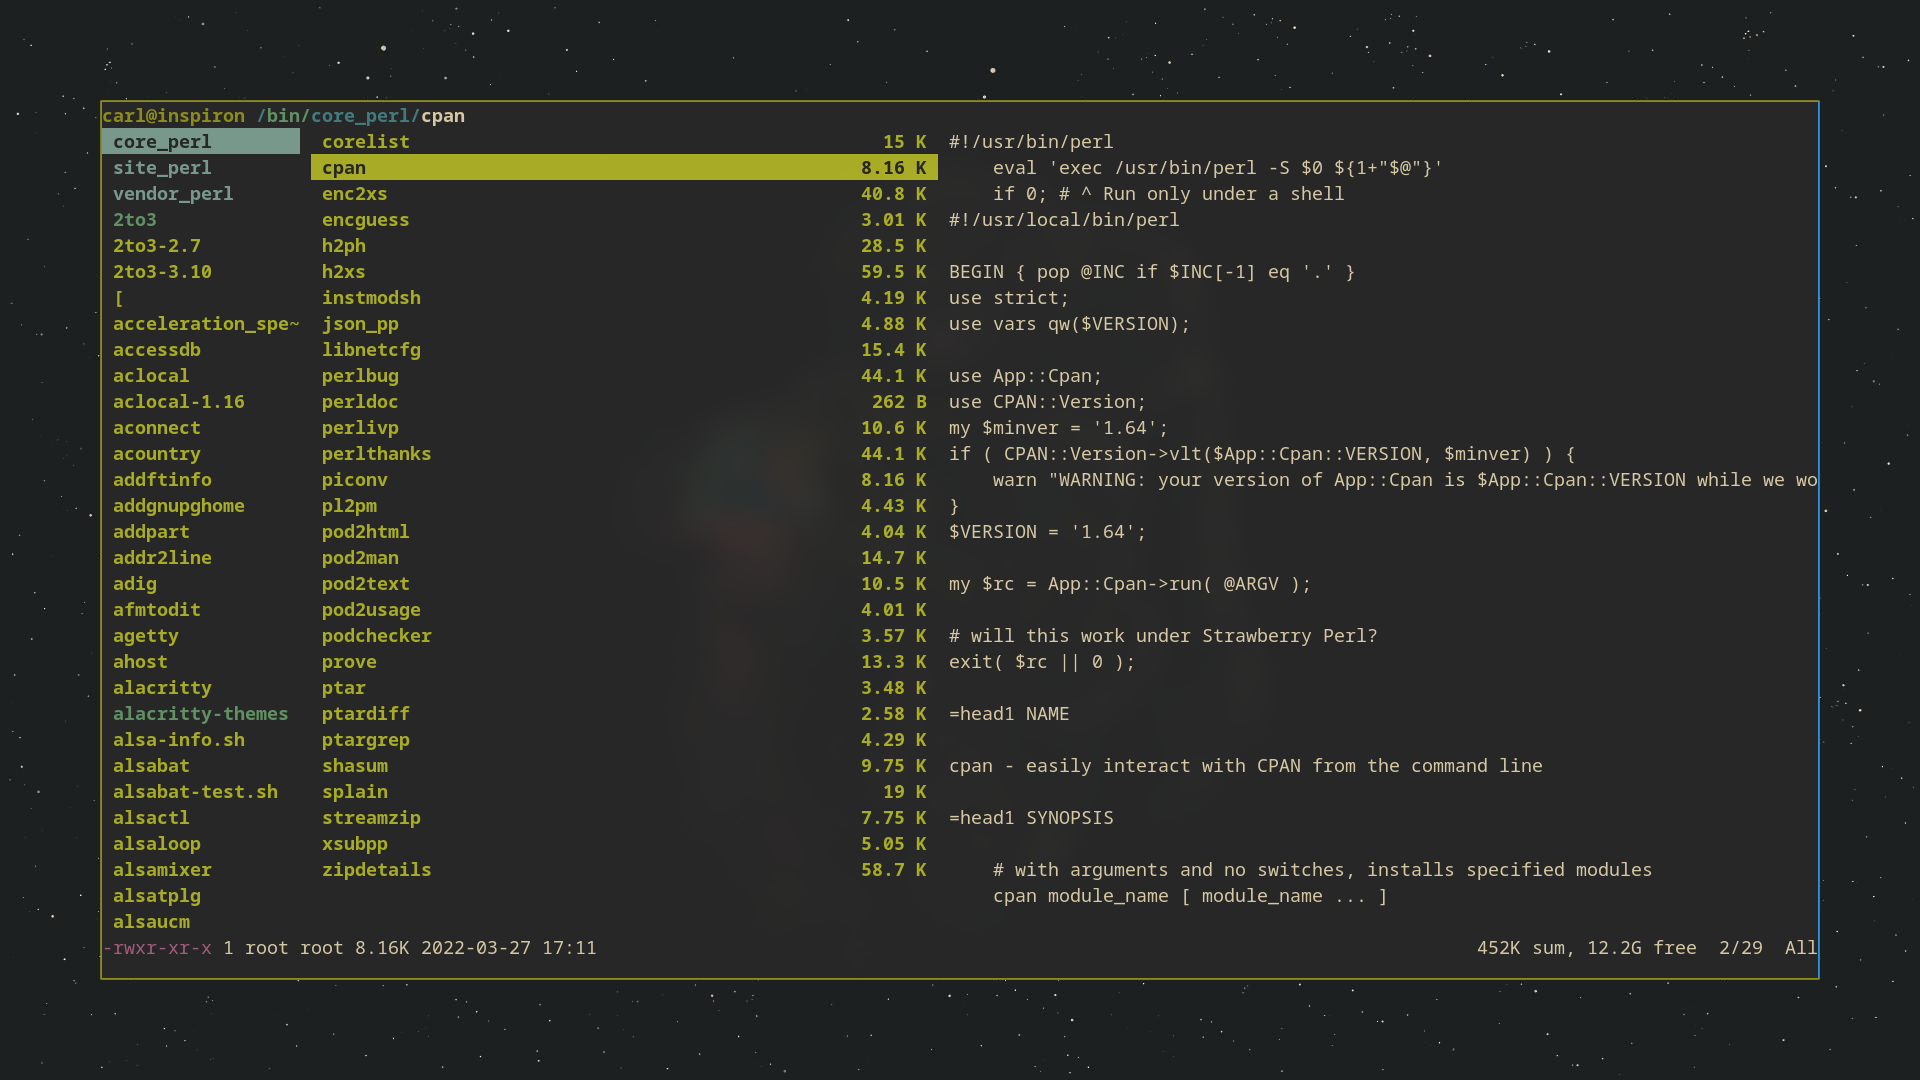 carl@inspiron /bin/core_perl/cpan
core_perl corelist 15 K #!/usr/bin/perl
site_perl cpan 8.16 K eval 'exec /usr/bin/perl -S $0 ${1+"$@"}'
vendor_perl enc2xs 40.8 K if 0; # ^ Run only under a shell
2to3 encguess 3.01 K #!/usr/local/bin/perl
2to3-2.7 h2ph 28.5 K
2to3-3.10 h2xs 59.5 K BEGIN { pop @INC if $INC[-1] eq '.' }
[ instmodsh 4.19 K use strict;
acceleration_spe~ json_pp 4.88 K use vars qw($VERSION);
accessdb libnetcfg 15.4 K
aclocal perlbug 44.1 K use App::Cpan;
aclocal-1.16 perldoc 262 B use CPAN::Version;
aconnect perlivp 10.6 K my $minver = '1.64';
acountry perlthanks 44.1 K if ( CPAN::Version->vlt($App::Cpan::VERSION, $minver) ) {
addftinfo piconv 8.16 K warn "WARNING: your version of App::Cpan is $App::Cpan::VERSION while we wo
addgnupghome pl2pm 4.43 K }
addpart pod2html 4.04 K $VERSION = '1.64';
addr2line pod2man 14.7 K
adig pod2text 10.5 K my $rc = App::Cpan->run( @ARGV );
afmtodit pod2usage 4.01 K
agetty podchecker 3.57 K # will this work under Strawberry Perl?
ahost prove 13.3 K exit( $rc || 0 );
alacritty ptar 3.48 K
alacritty-themes ptardiff 2.58 K =head1 NAME
alsa-info.sh ptargrep 4.29 K
alsabat shasum 9.75 K cpan - easily interact with CPAN from the command line
alsabat-test.sh splain 19 K
alsactl streamzip 7.75 K =head1 SYNOPSIS
alsaloop xsubpp 5.05 K
alsamixer zipdetails 58.7 K # with arguments and no switches, installs specified modules
alsatplg cpan module_name [ module_name ... ]
alsaucm
-rwxr-xr-x 1 root root 8.16K 2022-03-27 17:11 452K sum, 12.2G free 2/29 All